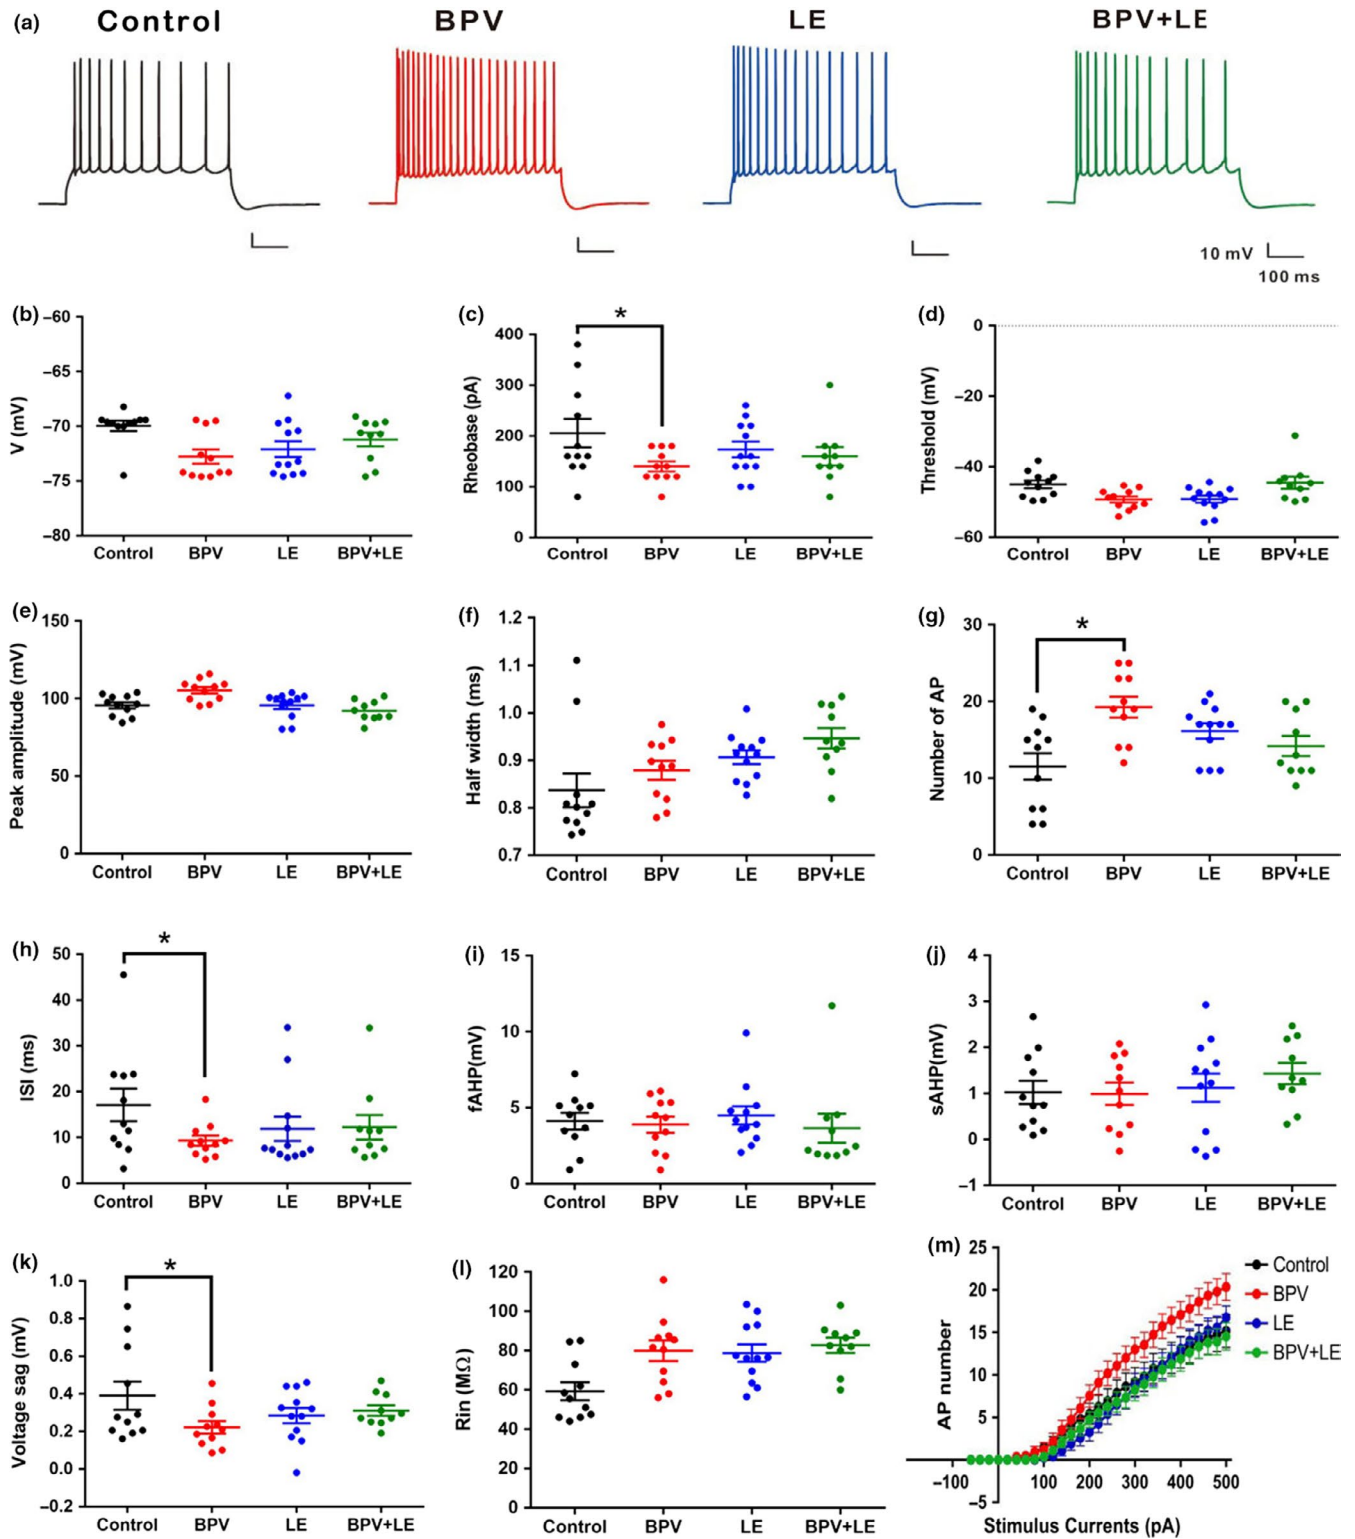 (a) Control BPV LE BPV+LE
10 mV
100 ms
(b) –60
–65
–70
–75
–80
V (mV)
Control BPV LE BPV+LE
(c) 400
300
200
100
0
Rheobase (pA)
*
Control BPV LE BPV+LE
(d) 0
–20
–40
–60
Threshold (mV)
Control BPV LE BPV+LE
(e) 150
100
50
0
Peak amplitude (mV)
Control BPV LE BPV+LE
(f) 1.2
1.1
1.0
0.9
0.8
0.7
Half width (ms)
Control BPV LE BPV+LE
(g) 30
20
10
0
Number of AP
*
Control BPV LE BPV+LE
(h) 50
40
30
20
10
0
ISI (ms)
*
Control BPV LE BPV+LE
(i) 15
10
5
0
fAHP(mV)
Control BPV LE BPV+LE
(j) 4
3
2
1
0
–1
sAHP(mV)
Control BPV LE BPV+LE
(k) 1.0
0.8
0.6
0.4
0.2
0.0
–0.2
Voltage sag (mV)
*
Control BPV LE BPV+LE
(l) 120
100
80
60
40
20
0
Rin (MΩ)
Control BPV LE BPV+LE
(m) 25
20
15
10
5
–5
AP number
–100 100 200 300 400 500
Stimulus Currents (pA)
Control
BPV
LE
BPV+LE